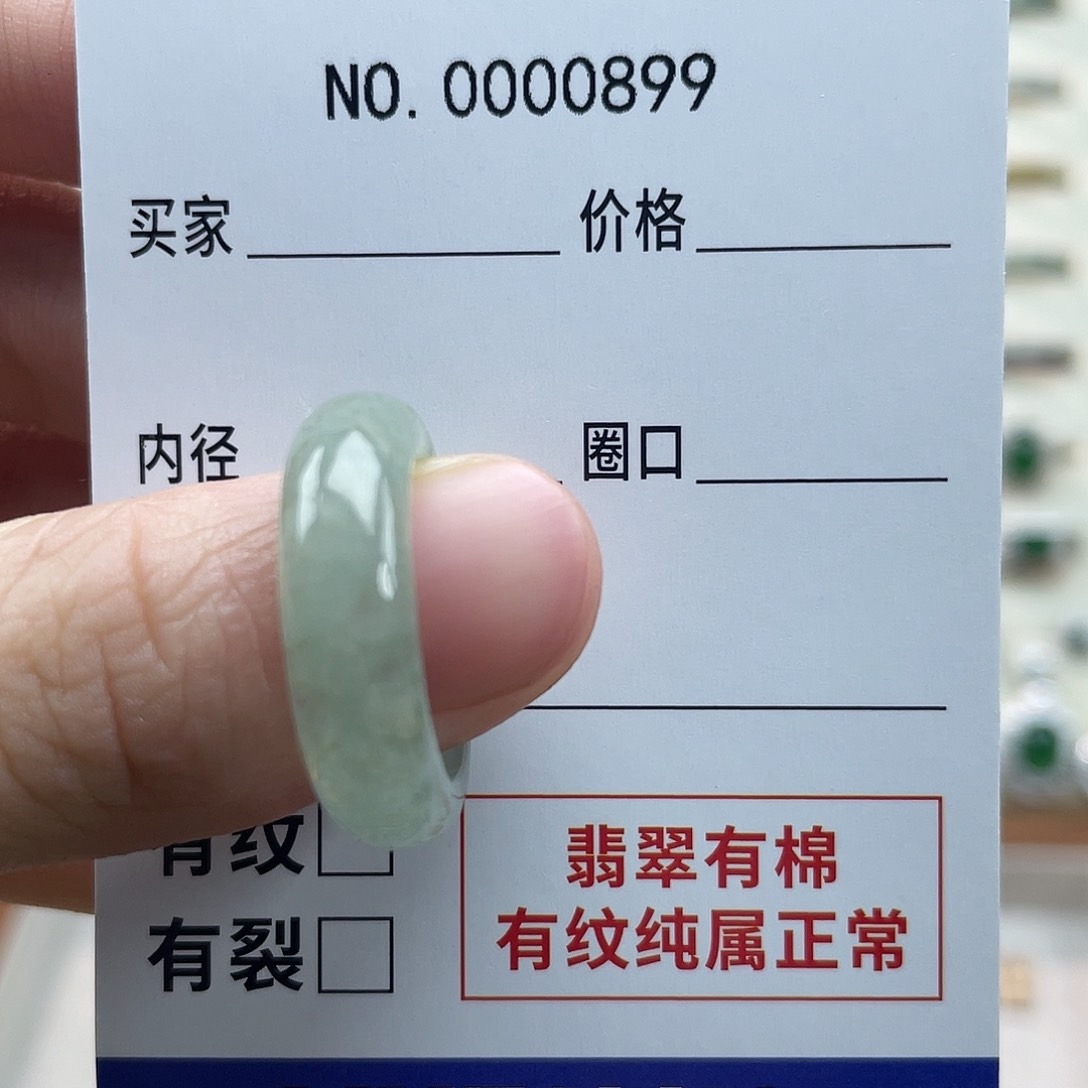 NO.0000899
买家 价格
内径 圈口
有纹
有裂
翡翠有棉
有纹纯属正常